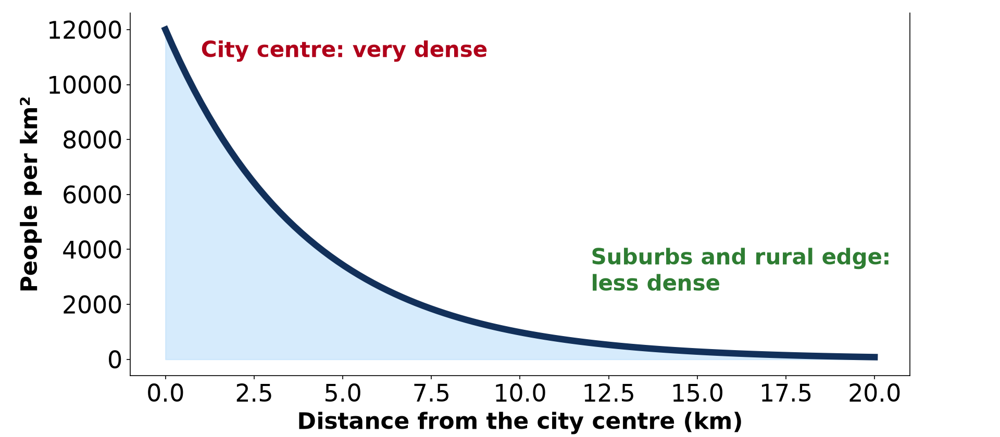 12000
10000
8000
6000
4000
2000
0
People per km²
City centre: very dense
Suburbs and rural edge:
less dense
0.0 2.5 5.0 7.5 10.0 12.5 15.0 17.5 20.0
Distance from the city centre (km)